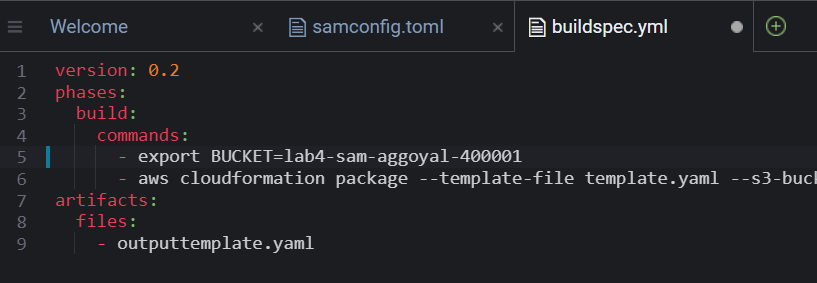 Welcome × samconfig.toml × buildspec.yml
1 version: 0.2
2 phases:
3 build:
4 commands:
5 - export BUCKET=lab4-sam-aggoyal-400001
6 - aws cloudformation package --template-file template.yaml --s3-buc
7 artifacts:
8 files:
9 - outputtemplate.yaml